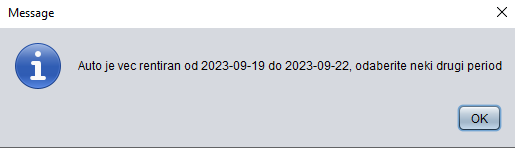 Message
Auto je vec rentiran od 2023-09-19 do 2023-09-22, odaberite neki drugi period
OK